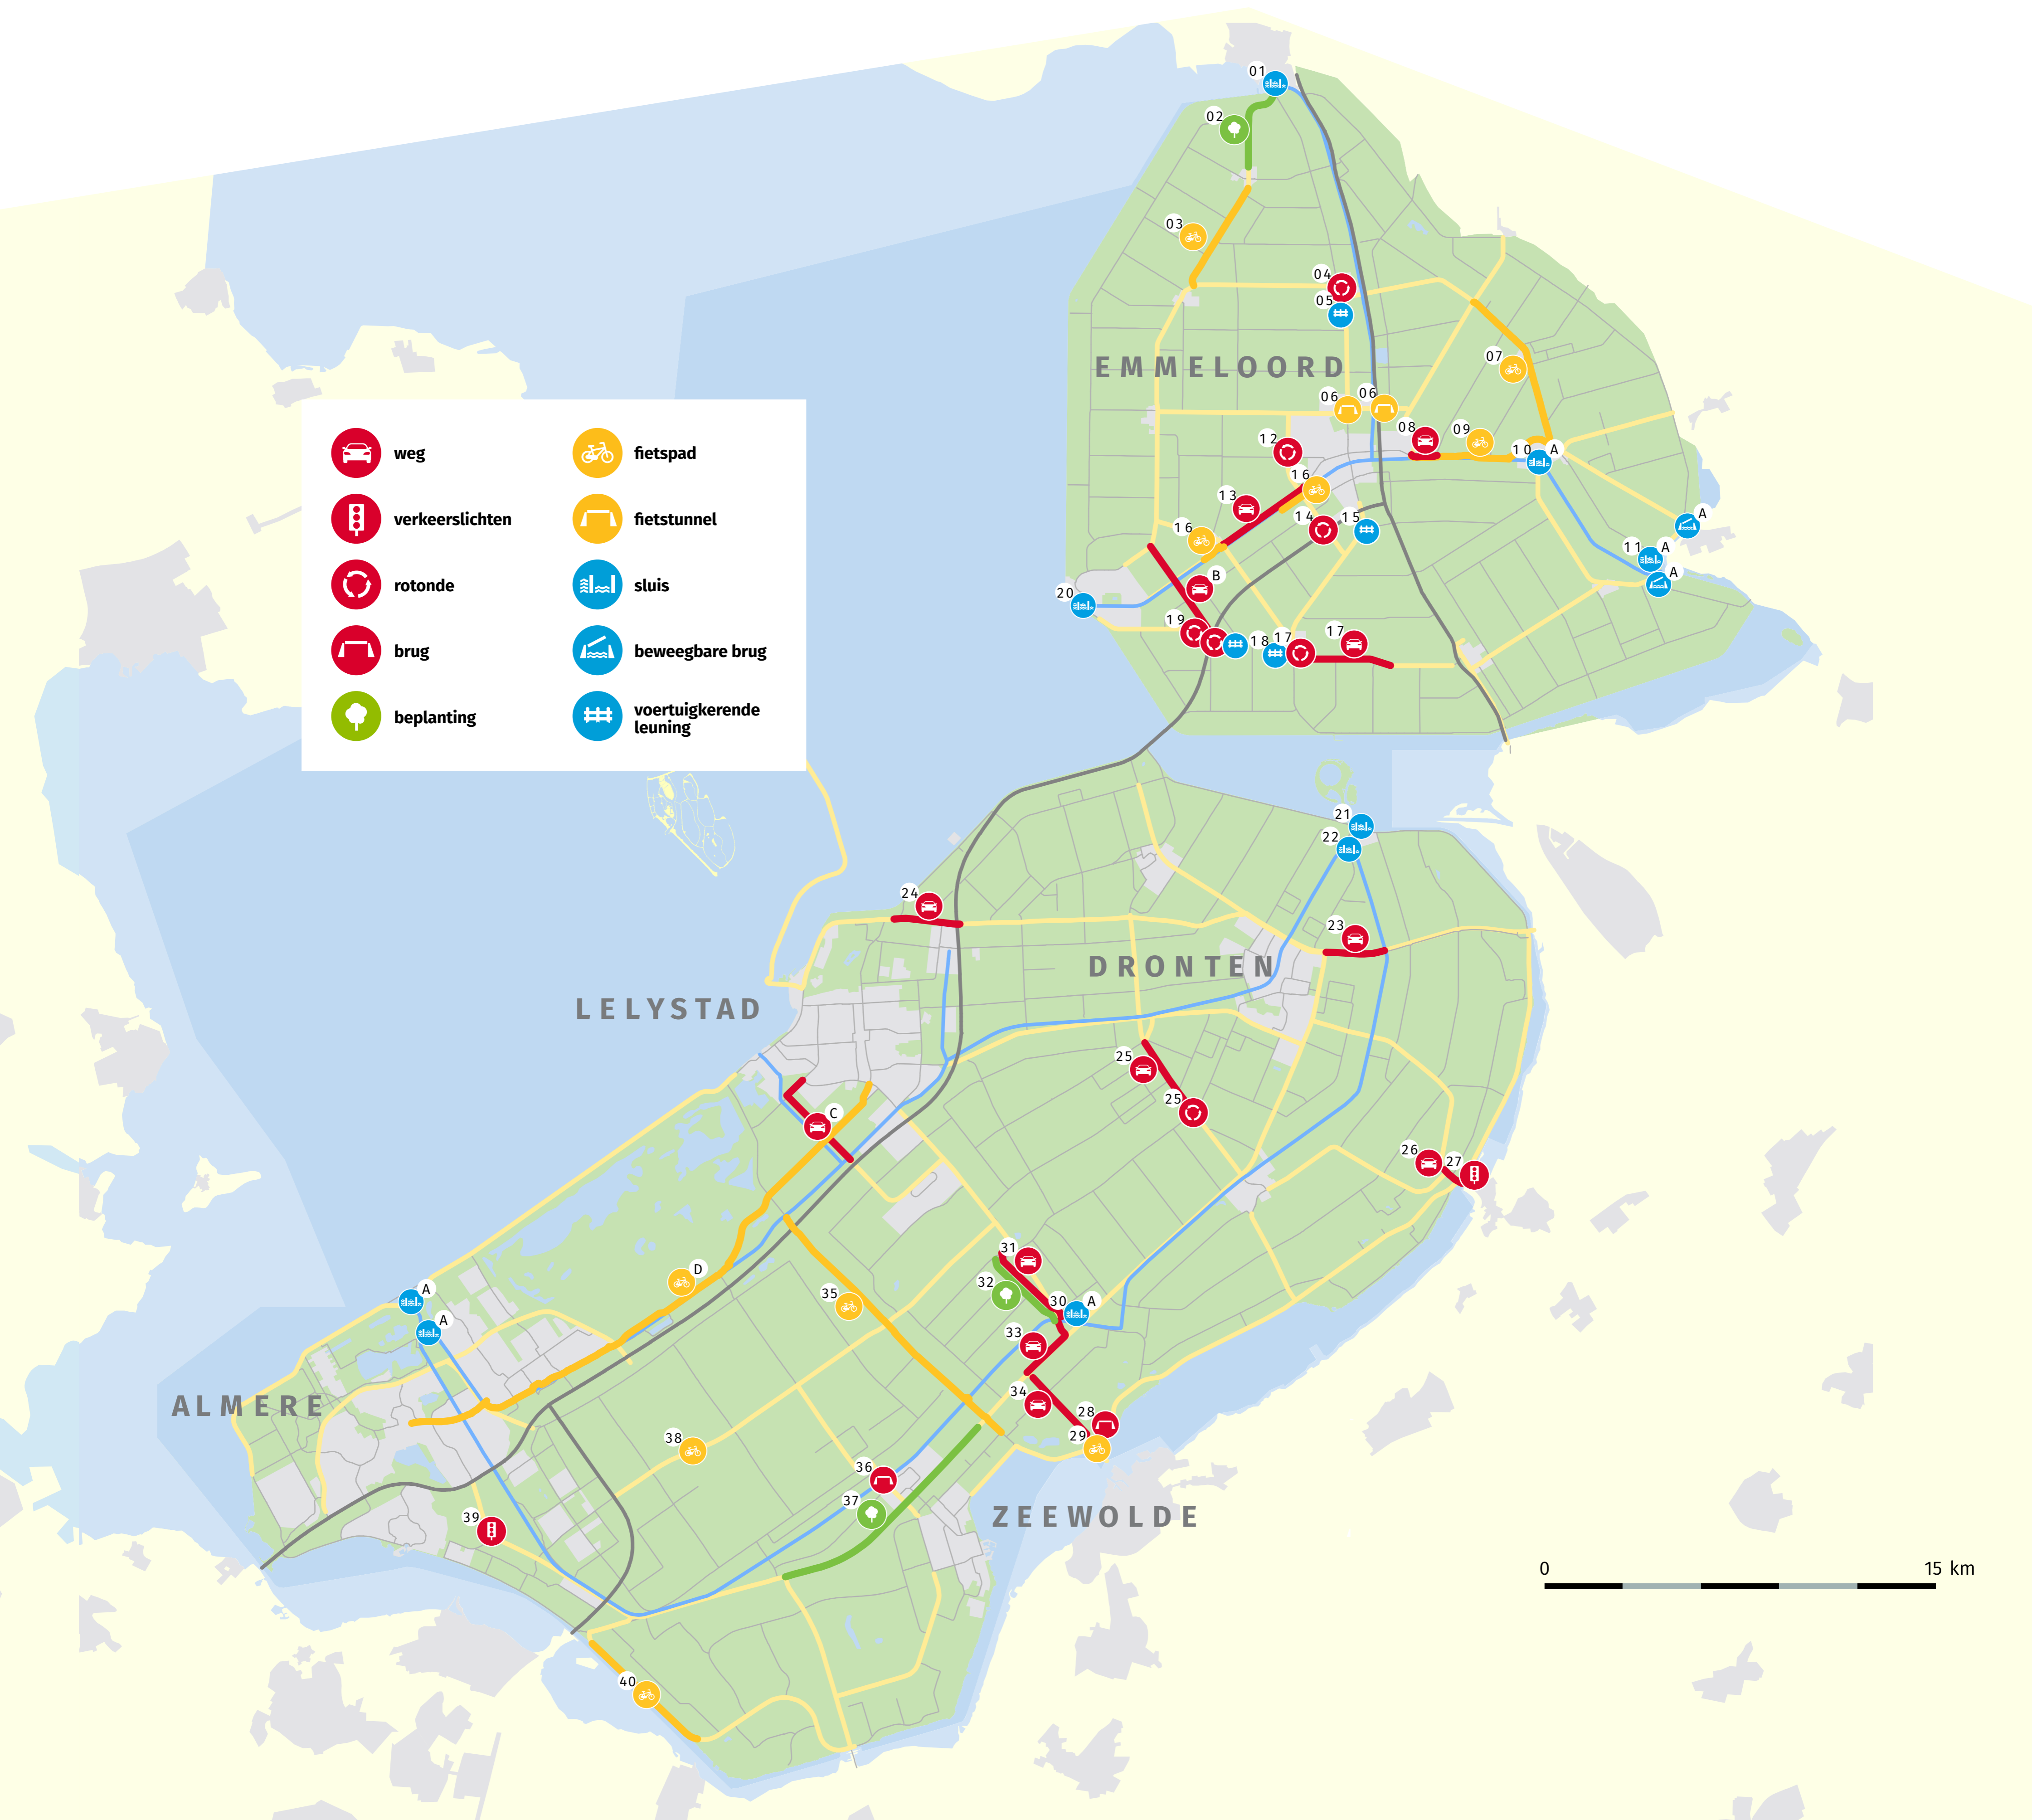 01
02
03
04
05
EMMELOORD
07
06
06
08
09
12
10
A
16
13
A
14
15
16
11
A
A
B
20
19
18
17
17
weg
fietspad
verkeerslichten
fietstunnel
rotonde
sluis
brug
beweegbare brug
beplanting
voertuigkerende
leuning
21
22
24
23
DRONTEN
LELYSTAD
25
25
C
26
27
31
D
32
A
35
30
A
A
33
34
ALMERE
28
29
38
36
37
39
ZEEWOLDE
0
15 km
40